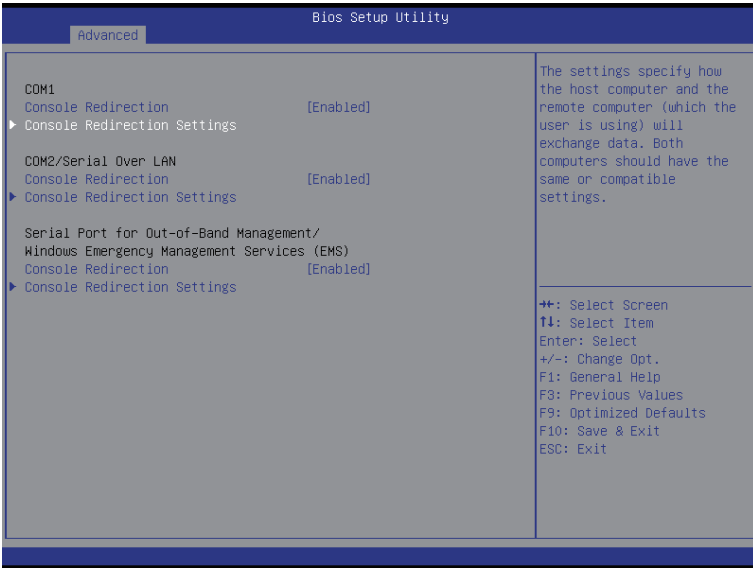 Bios Setup Utility
Advanced
COM1
Console Redirection [Enabled]
Console Redirection Settings
COM2/Serial Over LAN
Console Redirection [Enabled]
Console Redirection Settings
Serial Port for Out-of-Band Management/
Windows Emergency Management Services (EMS)
Console Redirection [Enabled]
Console Redirection Settings
The settings specify how
the host computer and the
remote computer (which the
user is using) will
exchange data. Both
computers should have the
same or compatible
settings.
→←: Select Screen
↑↓: Select Item
Enter: Select
+/-: Change Opt.
F1: General Help
F3: Previous Values
F9: Optimized Defaults
F10: Save & Exit
ESC: Exit